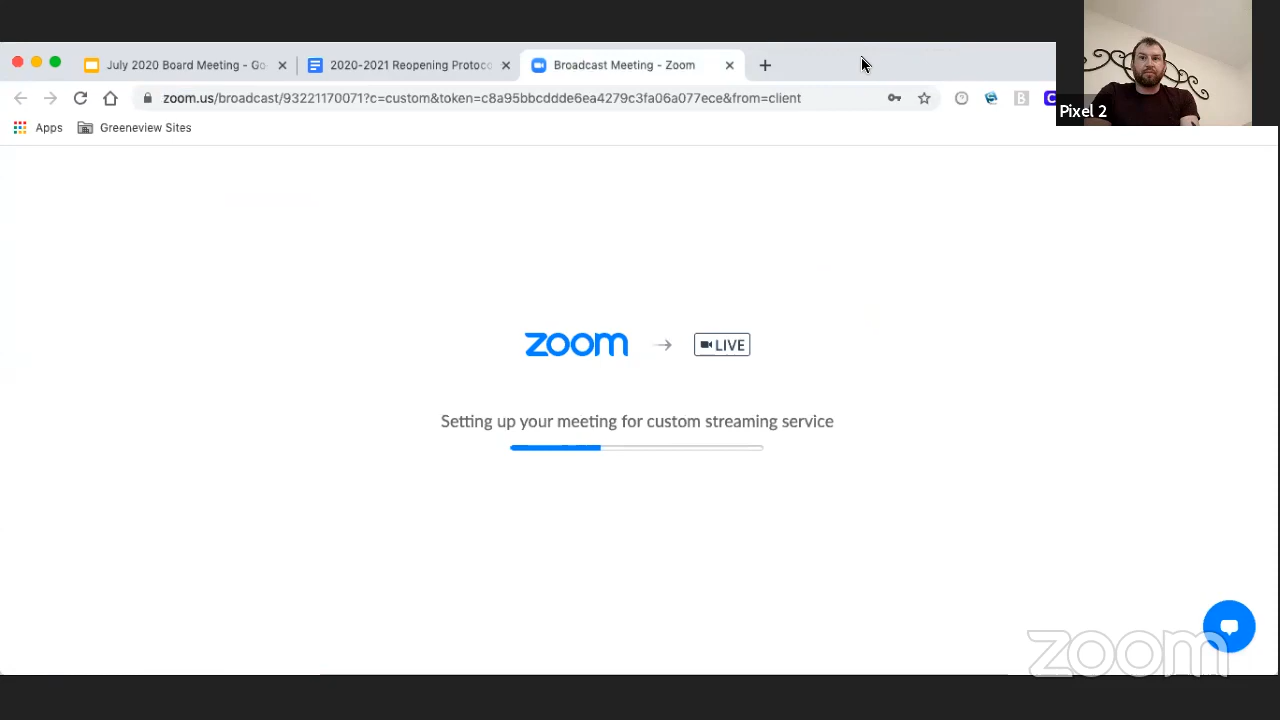 July 2020 Board Meeting - Go
2020-2021 Reopening Protoco
Broadcast Meeting - Zoom
zoom.us/broadcast/93221170071?c=custom&token=c8a95bbcddde6ea4279c3fa06a077ece&from=client
Pixel 2
Apps
Greeneview Sites
zoom → LIVE
Setting up your meeting for custom streaming service
zoom